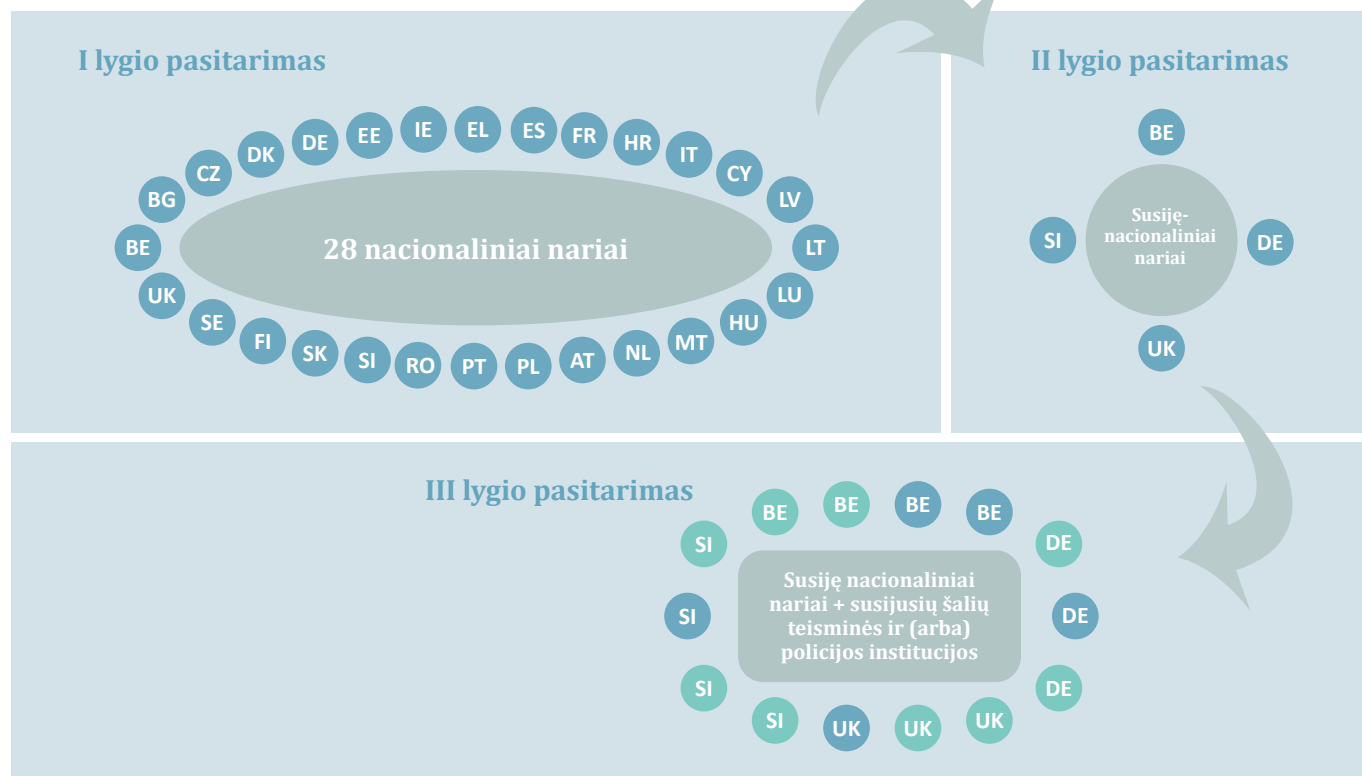 I lygio pasitarimas
BE
BG
CZ
DK
DE
EE
IE
EL
ES
FR
HR
IT
CY
LV
LT
LU
HU
MT
NL
AT
PL
PT
RO
SI
SK
FI
SE
UK
28 nacionaliniai nariai
II lygio pasitarimas
BE
SI
Susiję-
nacionaliniai
nariai
DE
UK
III lygio pasitarimas
BE
BE
BE
BE
SI
DE
SI
Susiję nacionaliniai
nariai + susijusių šalių
teisminės ir (arba)
policijos institucijos
DE
SI
DE
SI
UK
UK
UK